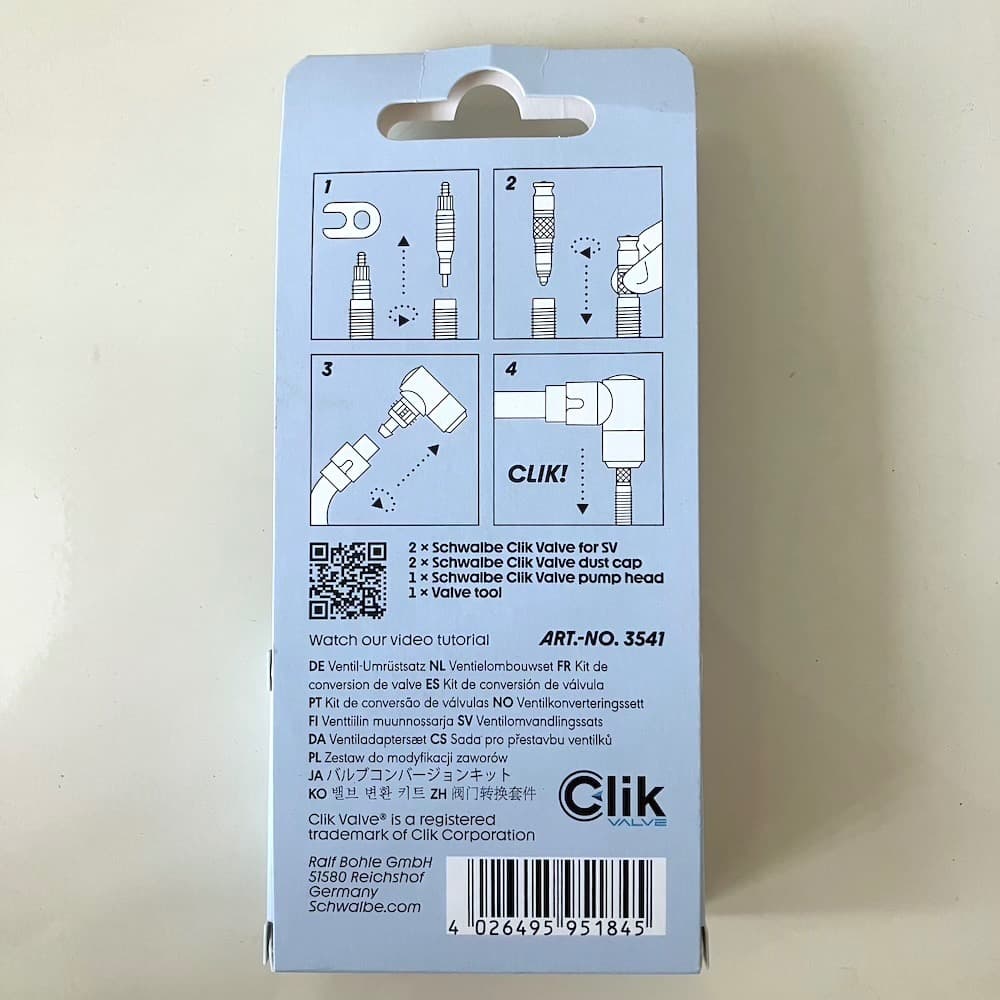 1
2
3
4
CLIK!
2 × Schwalbe Clik Valve for SV
2 × Schwalbe Clik Valve dust cap
1 × Schwalbe Clik Valve pump head
1 × Valve tool
Watch our video tutorial
ART.-NO. 3541
DE Ventil-Umrüstsatz NL Ventielombouwset FR Kit de
conversion de valve ES Kit de conversión de válvula
PT Kit de conversão de válvulas NO Ventilkonverteringssett
FI Venttiilin muunnossarja SV Ventilomvandlingssats
DA Ventiladaptersæt CS Sada pro přestavbu ventilků
PL Zestaw do modyfikacji zaworów
JA バルブコンバージョンキット
KO 밸브 변환 키트 ZH 阀门转换套件
Clik
VALVE
Clik Valve® is a registered
trademark of Clik Corporation
Ralf Bohle GmbH
51580 Reichshof
Germany
Schwalbe.com
4 026495 951845